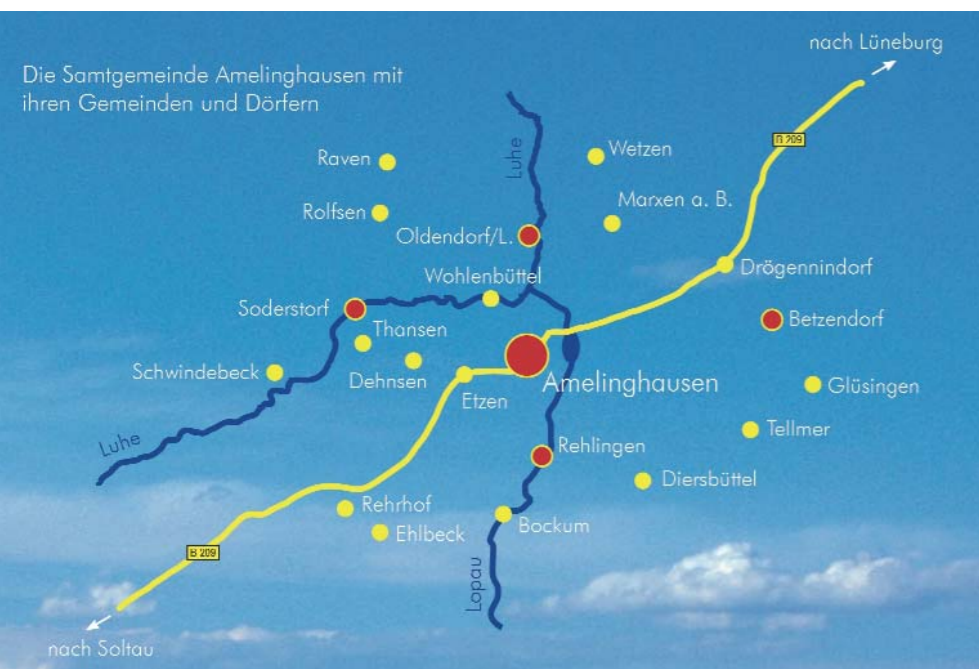 nach Lüneburg
Die Samtgemeinde Amelinghausen mit
ihren Gemeinden und Dörfern
B 209
Raven
Luhe
Wetzen
Rolfsen
Marxen a. B.
Oldendorf/L.
Drögennindorf
Wohlenbüttel
Soderstorf
Betzendorf
Thansen
Schwindebeck
Dehnsen
Amelinghausen
Glüsingen
Etzen
Luhe
Tellmer
Rehlingen
Diersbüttel
Rehrhof
Ehlbeck
Bockum
B 209
Lopau
nach Soltau